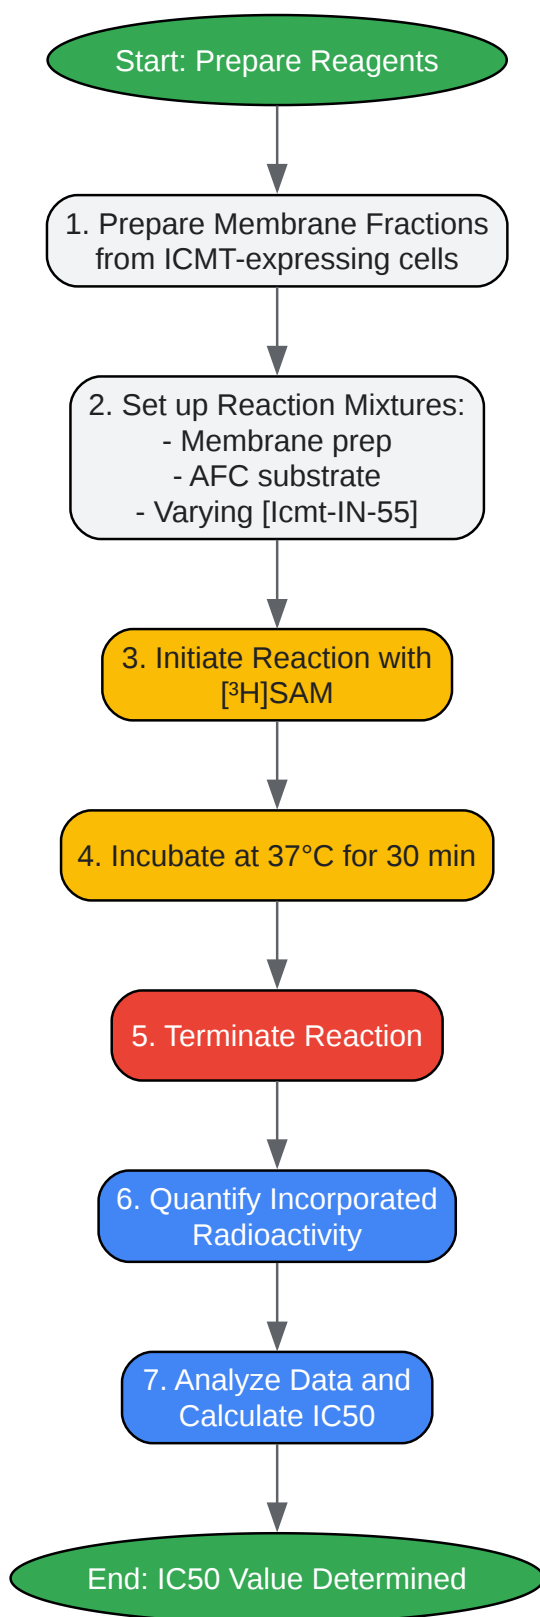 Start: Prepare Reagents
1. Prepare Membrane Fractions
from ICMT-expressing cells
2. Set up Reaction Mixtures:
- Membrane prep
- AFC substrate
- Varying [Icmt-IN-55]
3. Initiate Reaction with
[³H]SAM
4. Incubate at 37°C for 30 min
5. Terminate Reaction
6. Quantify Incorporated
Radioactivity
7. Analyze Data and
Calculate IC50
End: IC50 Value Determined